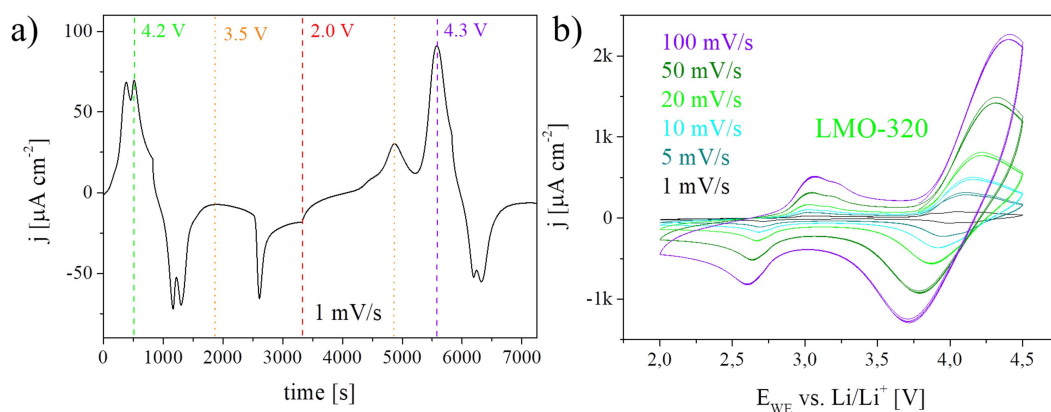 a)
4.2 V
3.5 V
2.0 V
4.3 V
100
50
0
-50
j [µA cm-2]
1 mV/s
0 1000 2000 3000 4000 5000 6000 7000
time [s]
b)
100 mV/s
50 mV/s
20 mV/s
10 mV/s
5 mV/s
1 mV/s
LMO-320
2k
1k
0
-1k
j [µA cm-2]
2,0 2,5 3,0 3,5 4,0 4,5
EWE vs. Li/Li+ [V]